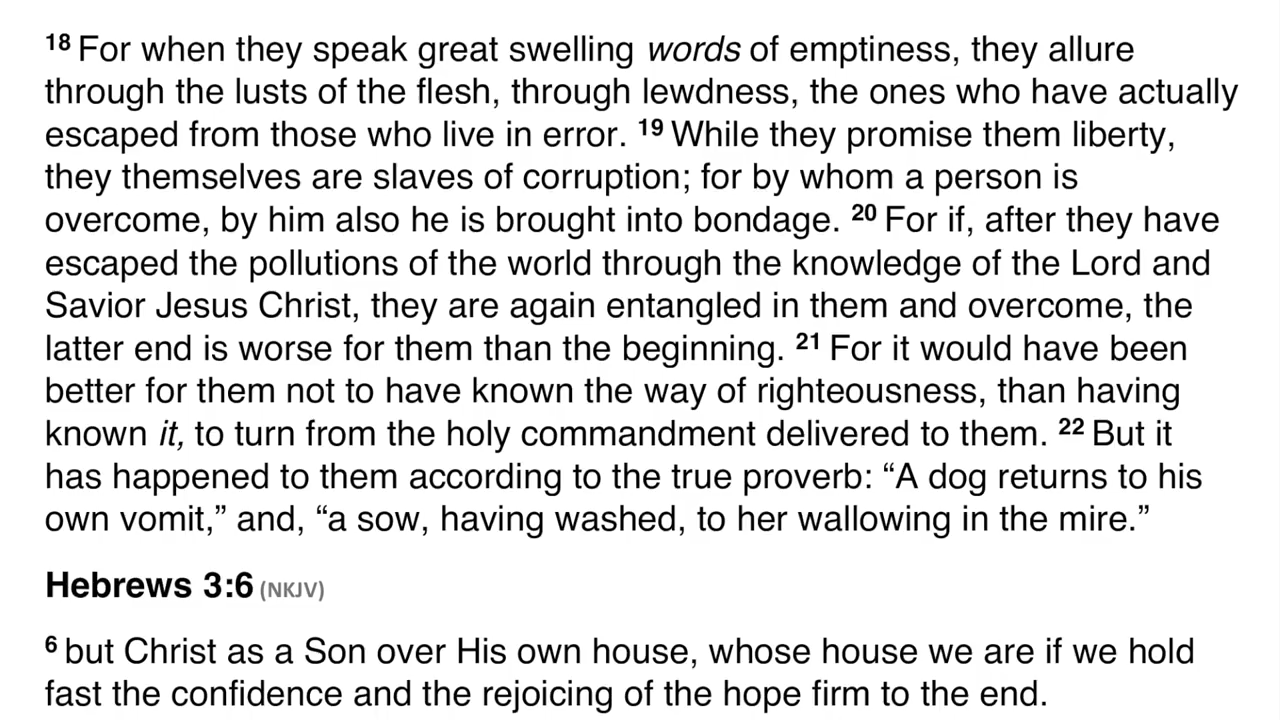 18 For when they speak great swelling words of emptiness, they allure
through the lusts of the flesh, through lewdness, the ones who have actually
escaped from those who live in error. 19 While they promise them liberty,
they themselves are slaves of corruption; for by whom a person is
overcome, by him also he is brought into bondage. 20 For if, after they have
escaped the pollutions of the world through the knowledge of the Lord and
Savior Jesus Christ, they are again entangled in them and overcome, the
latter end is worse for them than the beginning. 21 For it would have been
better for them not to have known the way of righteousness, than having
known it, to turn from the holy commandment delivered to them. 22 But it
has happened to them according to the true proverb: “A dog returns to his
own vomit,” and, “a sow, having washed, to her wallowing in the mire.”
Hebrews 3:6 (NKJV)
6 but Christ as a Son over His own house, whose house we are if we hold
fast the confidence and the rejoicing of the hope firm to the end.